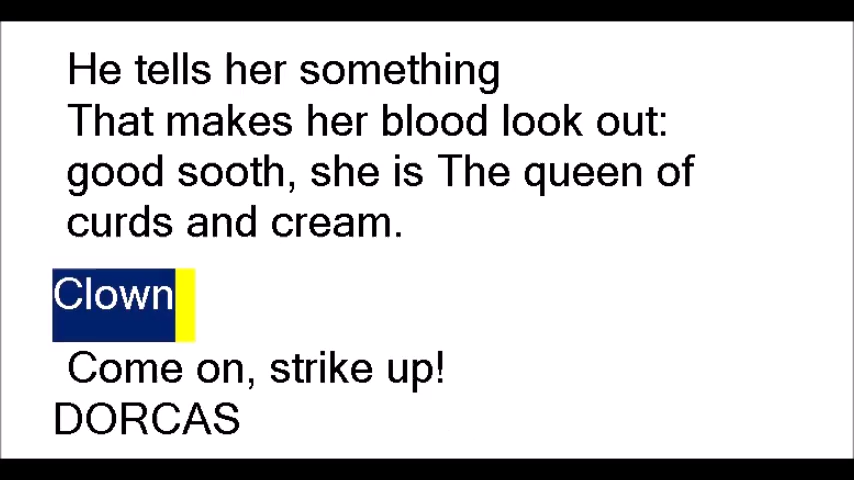 He tells her something
That makes her blood look out:
good sooth, she is The queen of
curds and cream.
Clown
Come on, strike up!
DORCAS